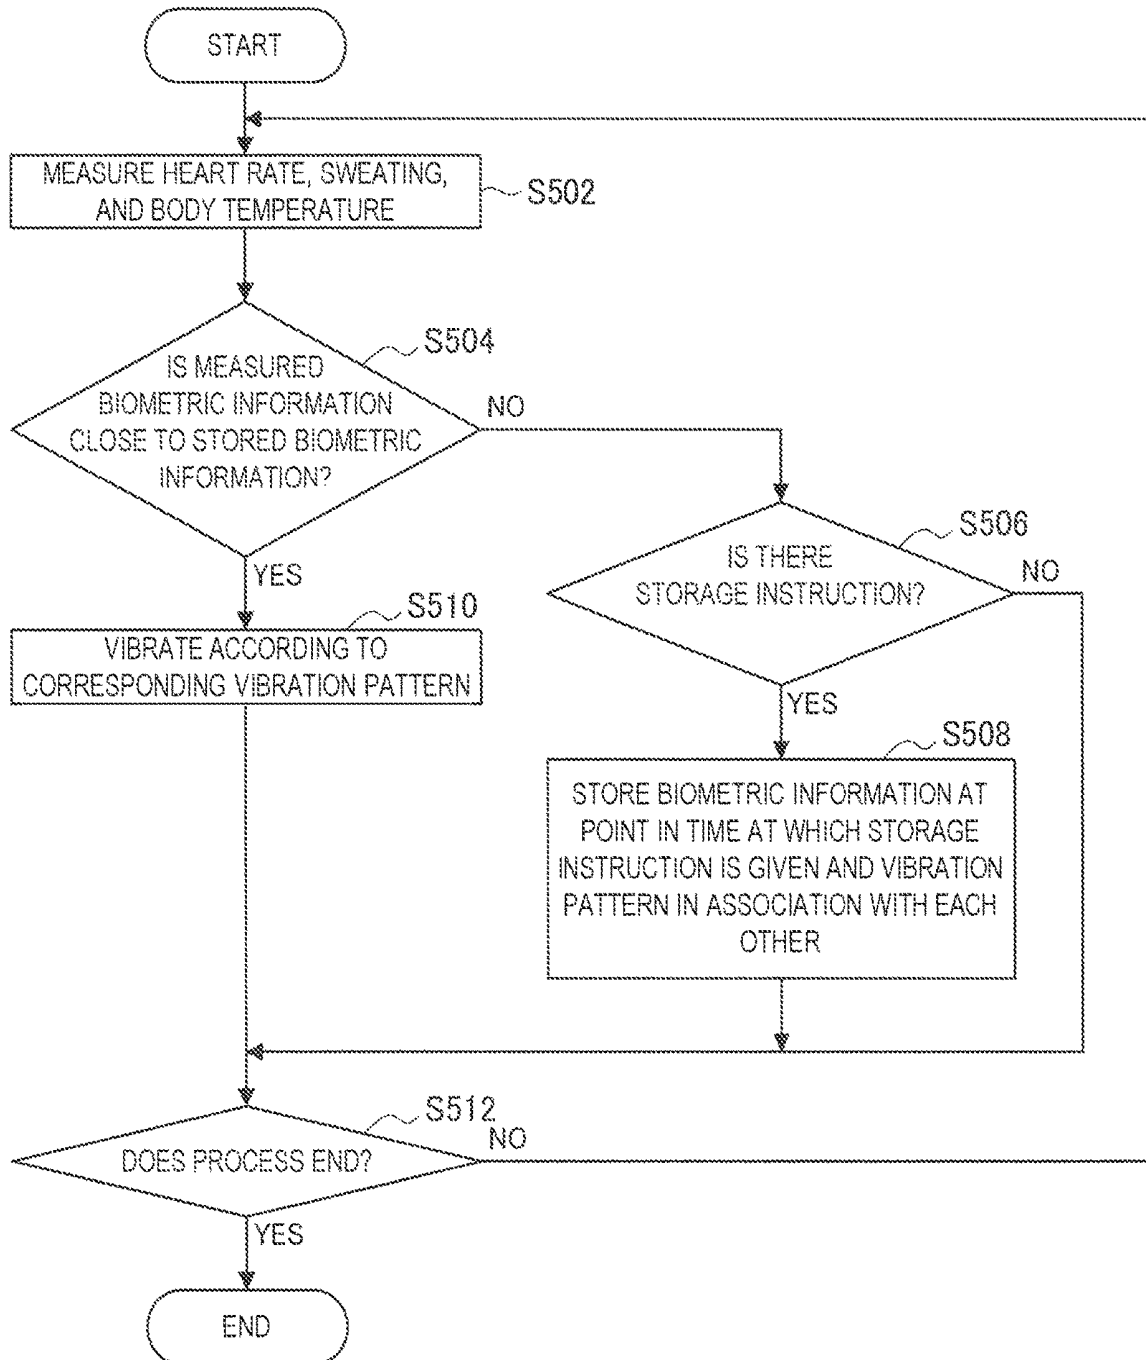 START
MEASURE HEART RATE, SWEATING,
AND BODY TEMPERATURE
S502
S504
IS MEASURED
BIOMETRIC INFORMATION
CLOSE TO STORED BIOMETRIC
INFORMATION?
NO
YES
S506
IS THERE
STORAGE INSTRUCTION?
NO
YES
S510
VIBRATE ACCORDING TO
CORRESPONDING VIBRATION PATTERN
S508
STORE BIOMETRIC INFORMATION AT
POINT IN TIME AT WHICH STORAGE
INSTRUCTION IS GIVEN AND VIBRATION
PATTERN IN ASSOCIATION WITH EACH
OTHER
S512
DOES PROCESS END?
NO
YES
END